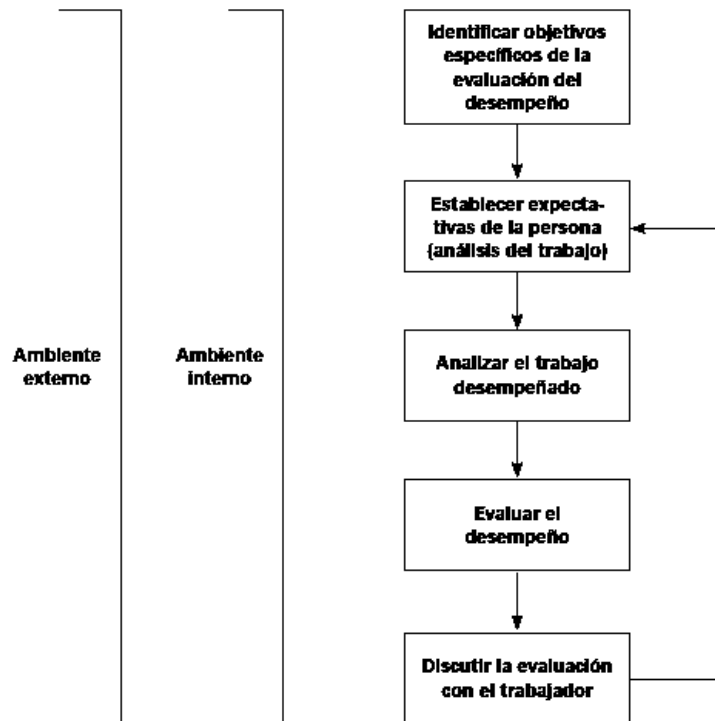 Identificar objetivos
específicos de la
evaluación del
desempeño
Establecer expecta-
tivas de la persona
(análisis del trabajo)
Ambiente
externo
Ambiente
interno
Analizar el trabajo
desempeñado
Evaluar el
desempeño
Discutir la evaluación
con el trabajador